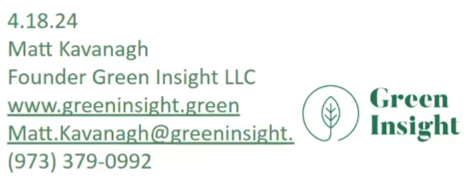 4.18.24
Matt Kavanagh
Founder Green Insight LLC
www.greeninsight.green
Matt.Kavanagh@greeninsight.
(973) 379-0992
Green
Insight